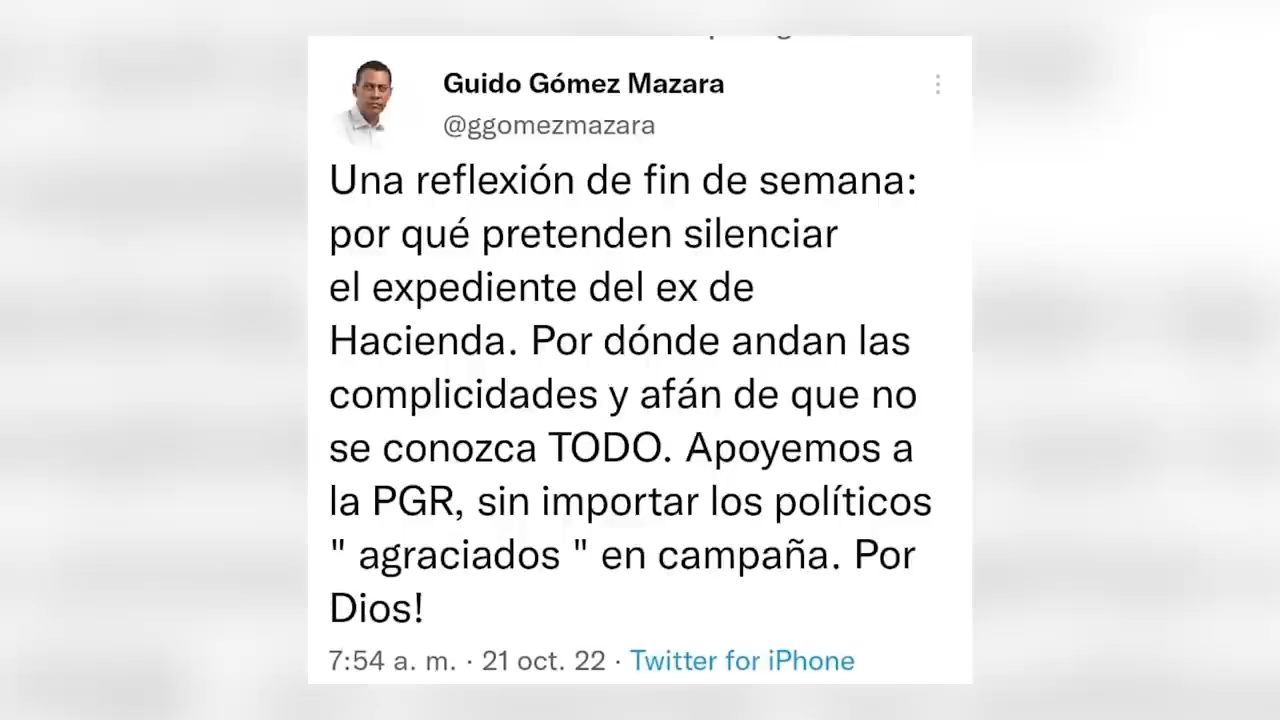 Guido Gómez Mazara
@ggomezmazara
Una reflexión de fin de semana:
por qué pretenden silenciar
el expediente del ex de
Hacienda. Por dónde andan las
complicidades y afán de que no
se conozca TODO. Apoyemos a
la PGR, sin importar los políticos
" agraciados " en campaña. Por
Dios!
7:54 a. m. · 21 oct. 22 · Twitter for iPhone